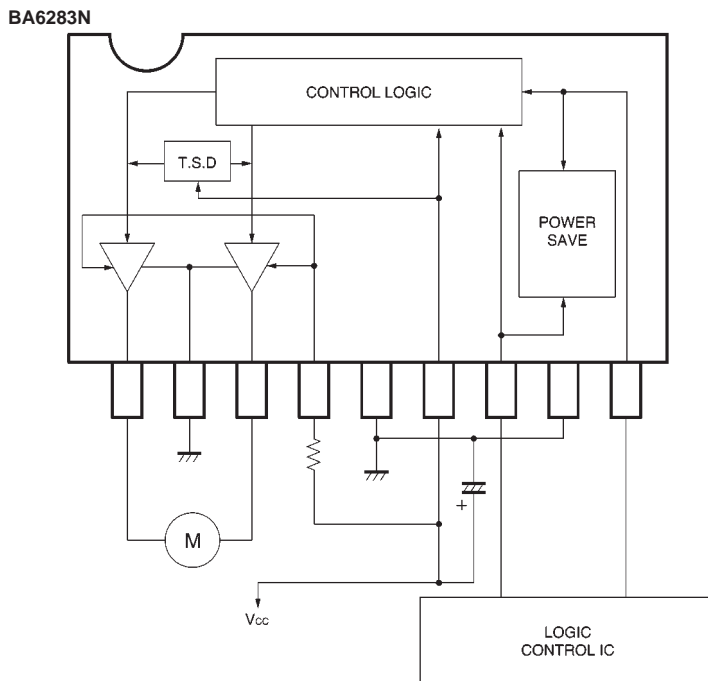 BA6283N
CONTROL LOGIC
T.S.D
POWER
SAVE
M
+
Vcc
LOGIC
CONTROL IC